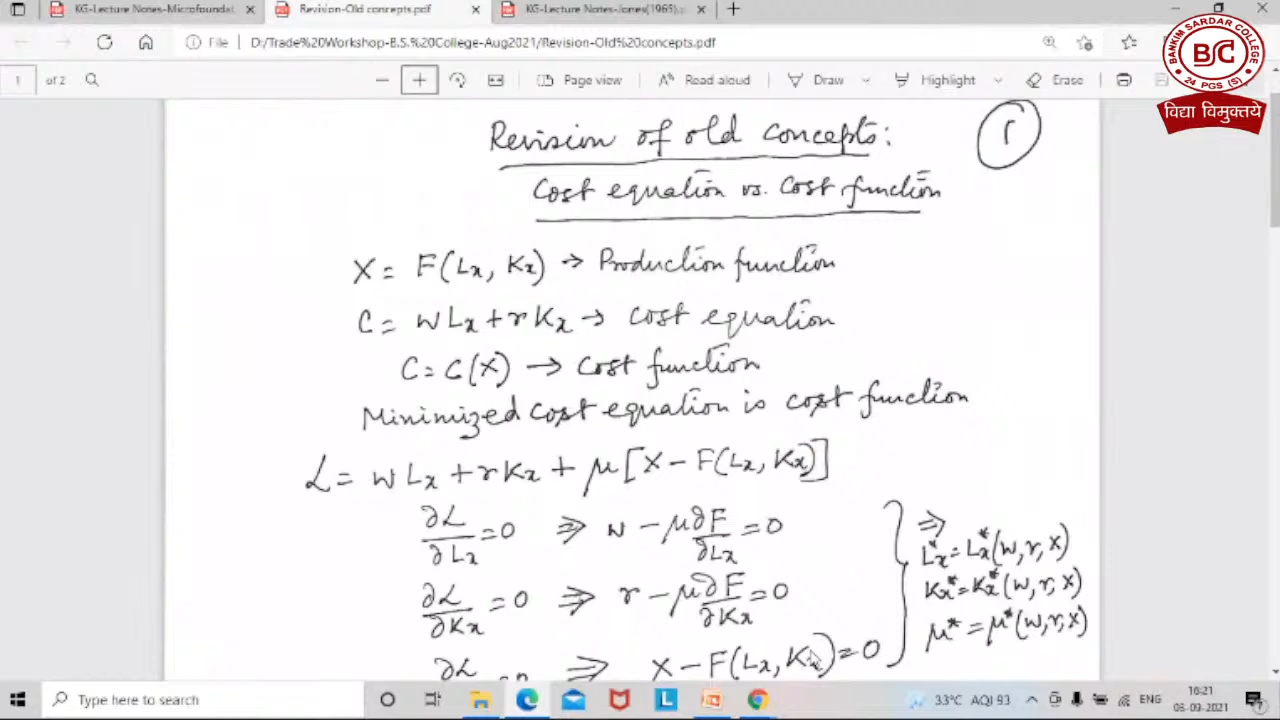 KG-Lecture Notes-Microfoundat
Revision-Old concepts.pdf
KG-Lecture Notes-Jones(1965).
File D:/Trade%20Workshop-B.S.%20College-Aug2021/Revision-Old%20concepts.pdf
1 of 2 Page view Read aloud Draw Highlight Erase
BANKIM SARDAR COLLEGE
BSC
24 PGS (S)
विद्या विमुक्तये
Revision of old concepts: 1
Cost equation vs. Cost function
X = F(Lx, Kx) → Production function
C = wLx + rKx → cost equation
C = C(X) → Cost function
Minimized cost equation is cost function
ℒ = wLx + rKx + μ[X - F(Lx, Kx)]
∂ℒ/∂Lx = 0 ⇒ w - μ∂F/∂Lx = 0
∂ℒ/∂Kx = 0 ⇒ r - μ∂F/∂Kx = 0
⇒ X - F(Lx, Kx) = 0
⇒
Lx* = Lx*(w, r, X)
Kx* = Kx*(w, r, X)
μ* = μ*(w, r, X)
Type here to search
33°C AQI 93 ENG 16:21
03-09-2021